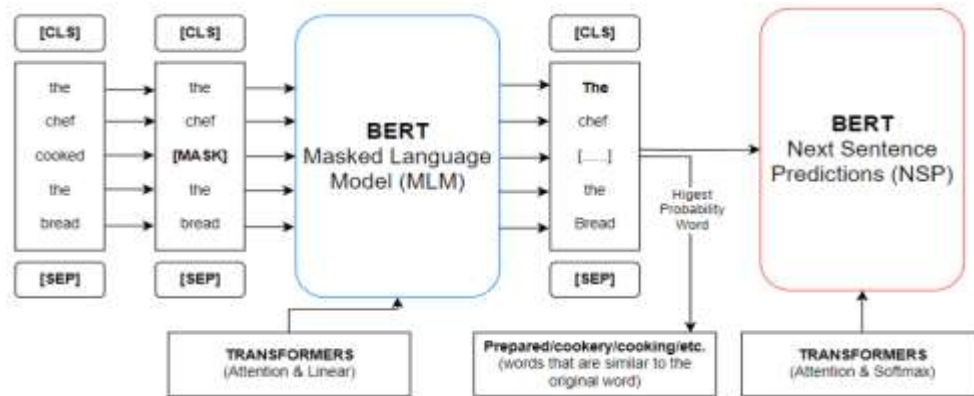 [CLS]
the
chef
cooked
the
bread
[SEP]
[CLS]
the
chef
[MASK]
the
bread
[SEP]
BERT
Masked Language
Model (MLM)
[CLS]
The
chef
[......]
the
Bread
[SEP]
Higest
Probability
Word
BERT
Next Sentence
Predictions (NSP)
TRANSFORMERS
(Attention & Linear)
Prepared/cookery/cooking/etc.
(words that are similar to the
original word)
TRANSFORMERS
(Attention & Softmax)